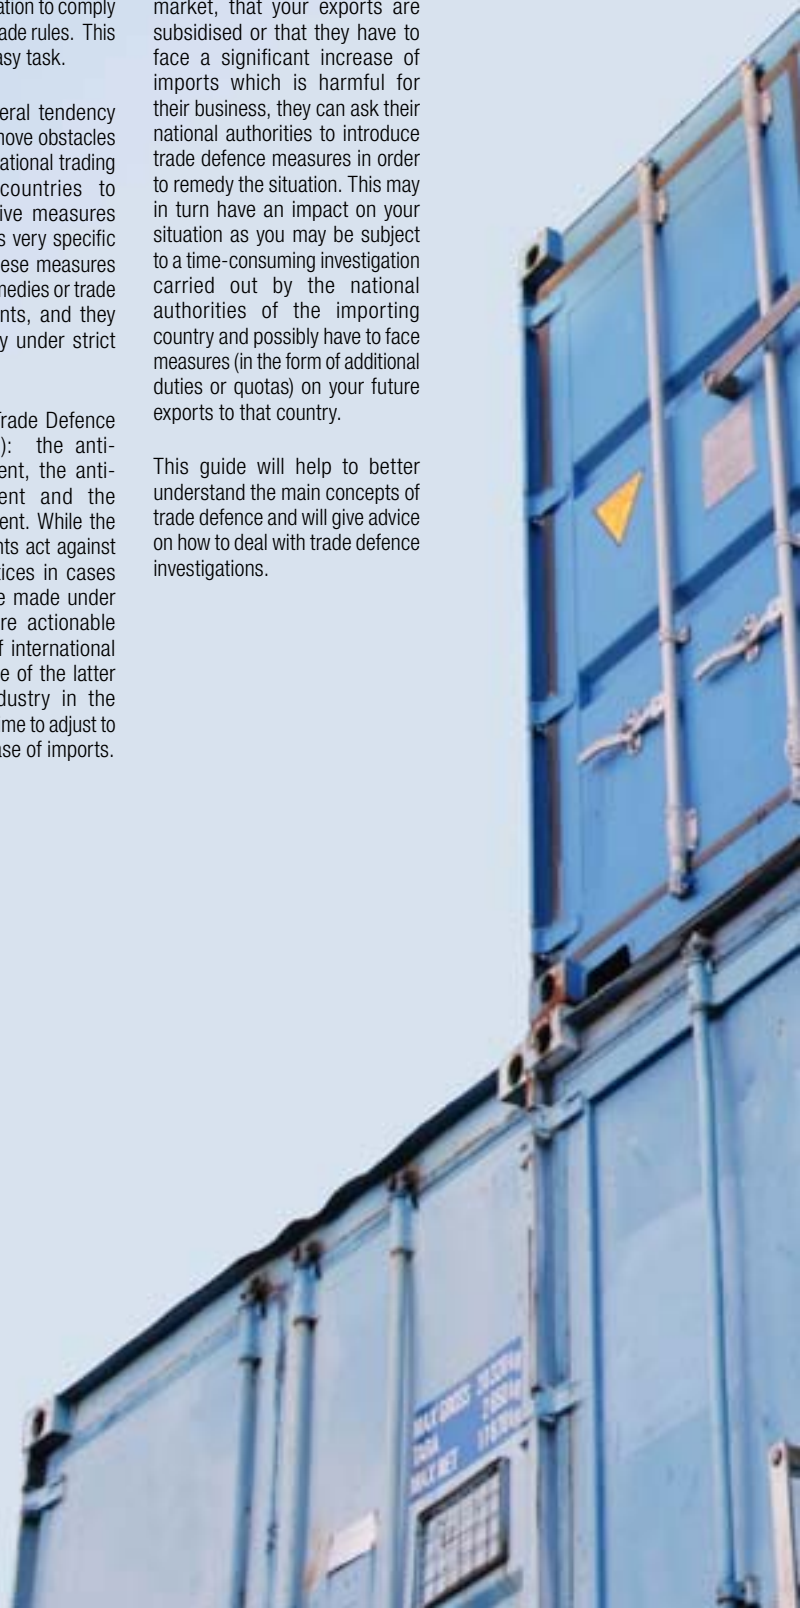 ation to comply
ade rules. This
asy task.
eral tendency
nove obstacles
ational trading
countries to
ive measures
s very specific
ese measures
medies or trade
nts, and they
y under strict
Trade Defence
): the anti-
ent, the anti-
ent and the
ent. While the
nts act against
tices in cases
e made under
re actionable
f international
e of the latter
dustry in the
me to adjust to
ase of imports.
market, that your exports are
subsidised or that they have to
face a significant increase of
imports which is harmful for
their business, they can ask their
national authorities to introduce
trade defence measures in order
to remedy the situation. This may
in turn have an impact on your
situation as you may be subject
to a time-consuming investigation
carried out by the national
authorities of the importing
country and possibly have to face
measures (in the form of additional
duties or quotas) on your future
exports to that country.
This guide will help to better
understand the main concepts of
trade defence and will give advice
on how to deal with trade defence
investigations.
MAX GROSS
TARA
MAX NET